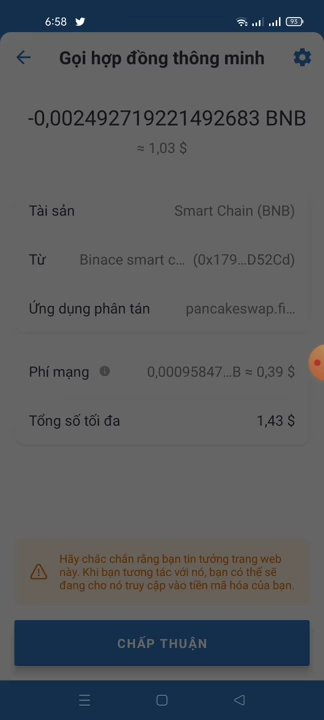 6:58
93
Gọi hợp đồng thông minh
-0,002492719221492683 BNB
≈ 1,03 $
Tài sản Smart Chain (BNB)
Từ Binace smart c... (0x179...D52Cd)
Ứng dụng phân tán pancakeswap.fi...
Phí mạng 0,00095847...B ≈ 0,39 $
Tổng số tối đa 1,43 $
Hãy chắc chắn rằng bạn tin tưởng trang web
này. Khi bạn tương tác với nó, bạn có thể sẽ
đang cho nó truy cập vào tiền mã hóa của bạn.
CHẤP THUẬN